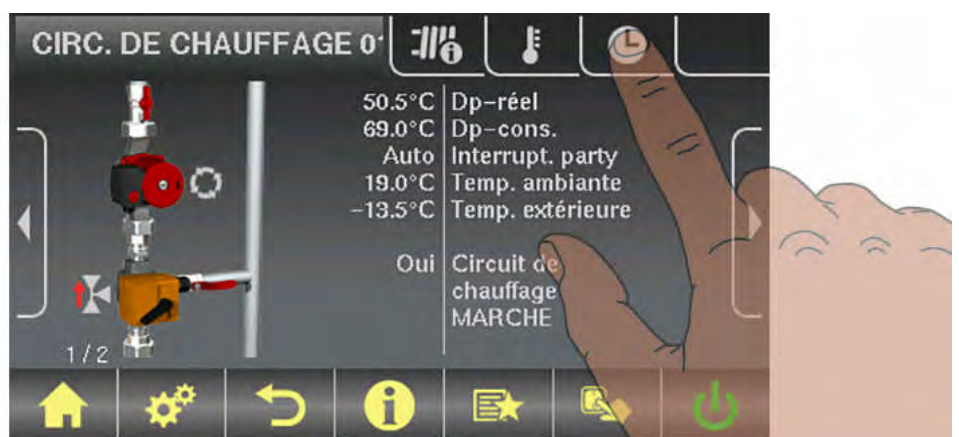 CIRC. DE CHAUFFAGE 01
50.5°C Dp-réel
69.0°C Dp-cons.
Auto Interrupt. party
19.0°C Temp. ambiante
-13.5°C Temp. extérieure
Oui Circuit de
chauffage
MARCHE
1/2